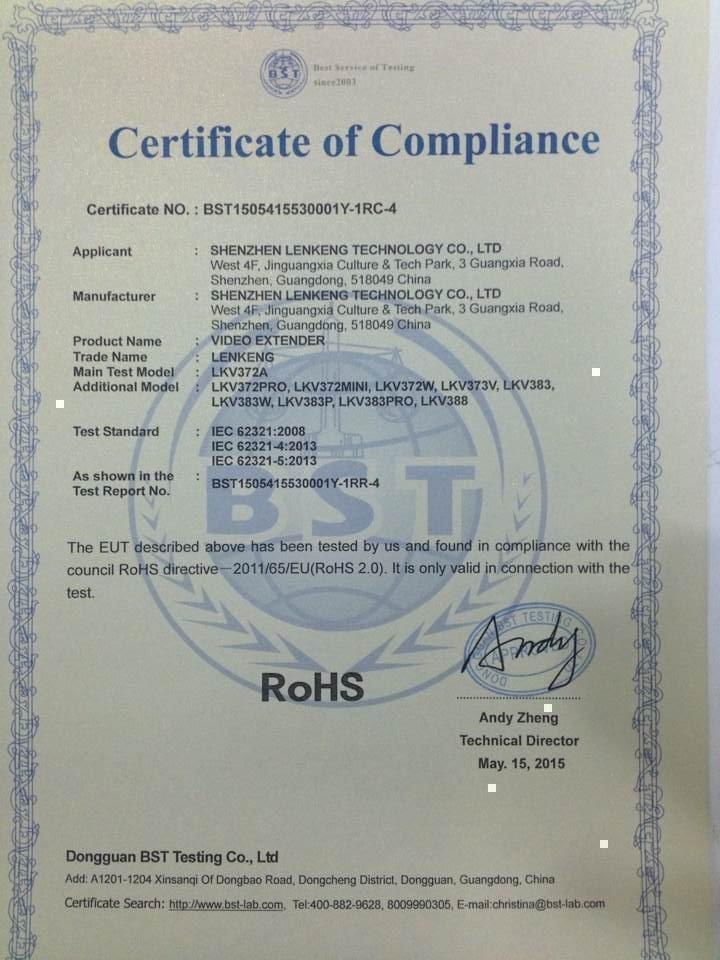 BST
Best Service of Testing
since2003
Certificate of Compliance
Certificate NO. : BST1505415530001Y-1RC-4
Applicant : SHENZHEN LENKENG TECHNOLOGY CO., LTD
West 4F, Jinguangxia Culture & Tech Park, 3 Guangxia Road,
Shenzhen, Guangdong, 518049 China
Manufacturer : SHENZHEN LENKENG TECHNOLOGY CO., LTD
West 4F, Jinguangxia Culture & Tech Park, 3 Guangxia Road,
Shenzhen, Guangdong, 518049 China
Product Name : VIDEO EXTENDER
Trade Name : LENKENG
Main Test Model : LKV372A
Additional Model : LKV372PRO, LKV372MINI, LKV372W, LKV373V, LKV383,
LKV383W, LKV383P, LKV383PRO, LKV388
Test Standard : IEC 62321:2008
IEC 62321-4:2013
IEC 62321-5:2013
As shown in the :
Test Report No. BST1505415530001Y-1RR-4
BST
The EUT described above has been tested by us and found in compliance with the
council RoHS directive－2011/65/EU(RoHS 2.0). It is only valid in connection with the
test.
BST TESTING
Andy
RoHS
Andy Zheng
Technical Director
May. 15, 2015
Dongguan BST Testing Co., Ltd
Add: A1201-1204 Xinsanqi Of Dongbao Road, Dongcheng District, Dongguan, Guangdong, China
Certificate Search: http://www.bst-lab.com, Tel:400-882-9628, 8009990305, E-mail:christina@bst-lab.com